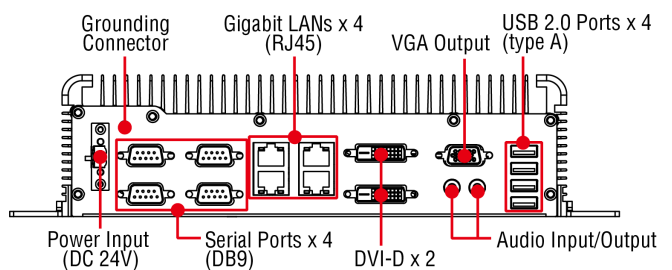 Grounding
Connector
Gigabit LANs x 4
(RJ45)
VGA Output
USB 2.0 Ports x 4
(type A)
Power Input
(DC 24V)
Serial Ports x 4
(DB9)
DVI-D x 2
Audio Input/Output